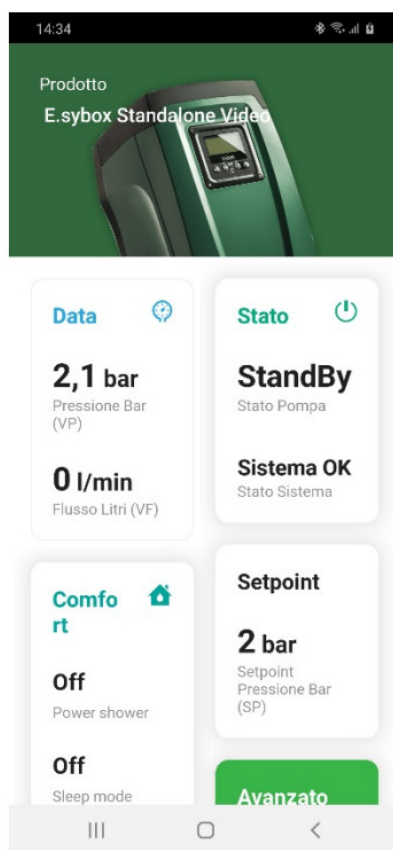 14:34
Prodotto
E.sybox Standalone Video
Data
2,1 bar
Pressione Bar
(VP)
0 l/min
Flusso Litri (VF)
Stato
StandBy
Stato Pompa
Sistema OK
Stato Sistema
Comfo
rt
Off
Power shower
Off
Sleep mode
Setpoint
2 bar
Setpoint
Pressione Bar
(SP)
Avanzato